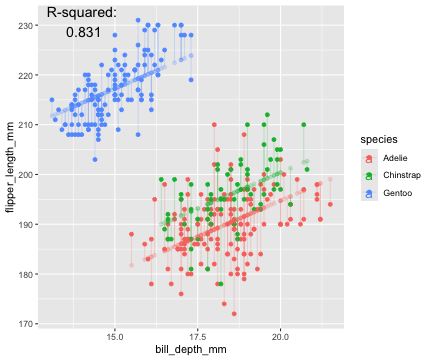 R-squared:
0.831
230
220
210
200
190
180
170
flipper_length_mm
15.0 17.5 20.0
bill_depth_mm
species
a Adelie
a Chinstrap
a Gentoo